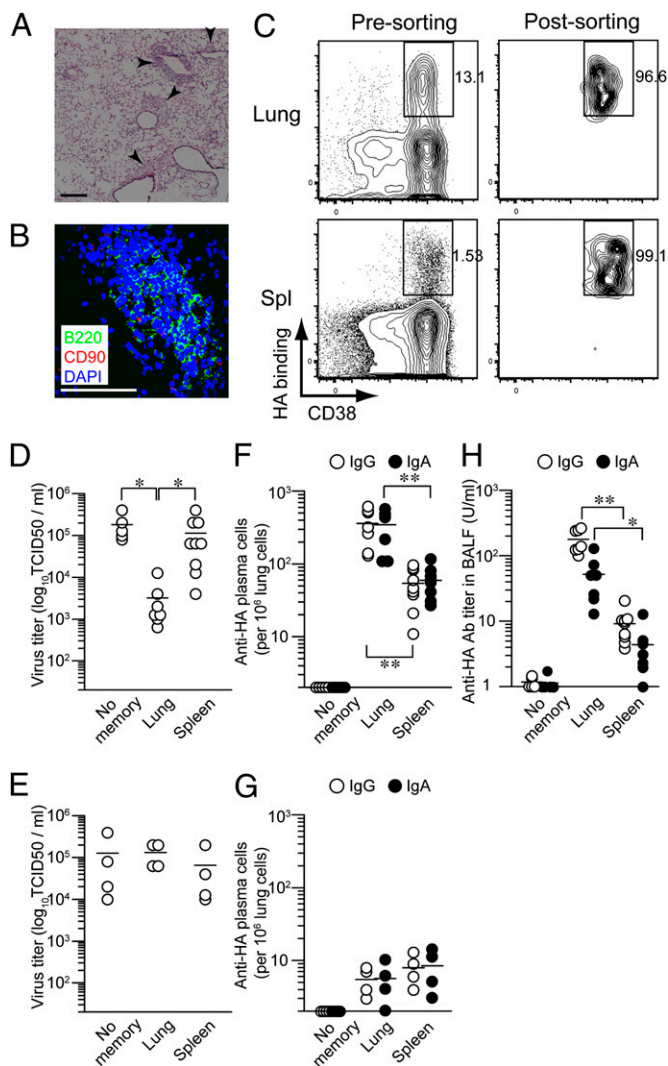 A
B
B220
CD90
DAPI
C
Pre-sorting
Post-sorting
Lung
13.1
96.6
0
0
0
0
Spl
1.53
99.1
0
0
0
0
HA binding
CD38
D
Virus titer (log10TCID50 / ml)
10^6
10^5
10^4
10^3
10^2
*
*
No memory
Lung
Spleen
F
IgG
IgA
Anti-HA plasma cells
(per 10^6 lung cells)
10^3
10^2
10
**
**
No memory
Lung
Spleen
H
IgG
IgA
Anti-HA Ab titer in BALF (U/ml)
10^3
10^2
10
1
**
*
No memory
Lung
Spleen
E
Virus titer (log10TCID50 / ml)
10^6
10^5
10^4
10^3
10^2
No memory
Lung
Spleen
G
IgG
IgA
Anti-HA plasma cells
(per 10^6 lung cells)
10^3
10^2
10
No memory
Lung
Spleen